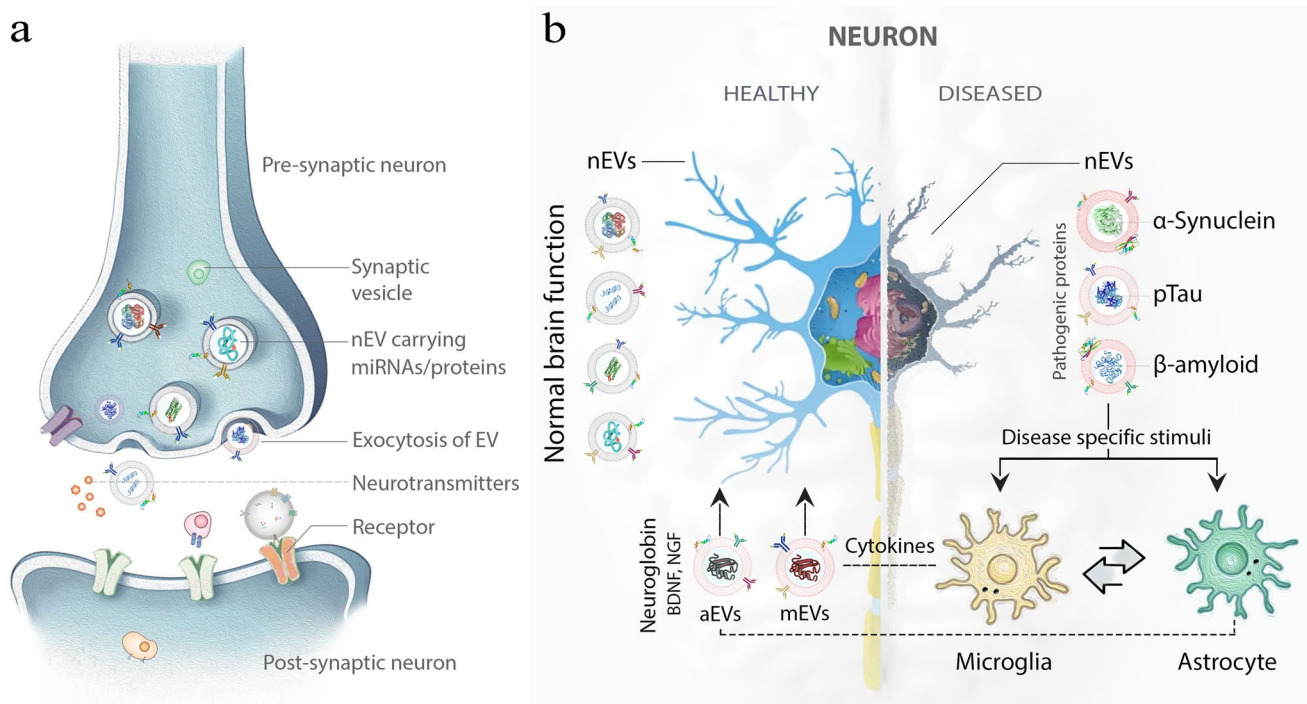 a
Pre-synaptic neuron
Synaptic
vesicle
nEV carrying
miRNAs/proteins
Exocytosis of EV
Neurotransmitters
Receptor
Post-synaptic neuron
b
NEURON
HEALTHY
DISEASED
nEVs
nEVs
Normal brain function
Pathogenic proteins
α-Synuclein
pTau
β-amyloid
Disease specific stimuli
Neuroglobin
BDNF, NGF
Cytokines
aEVs
mEVs
Microglia
Astrocyte